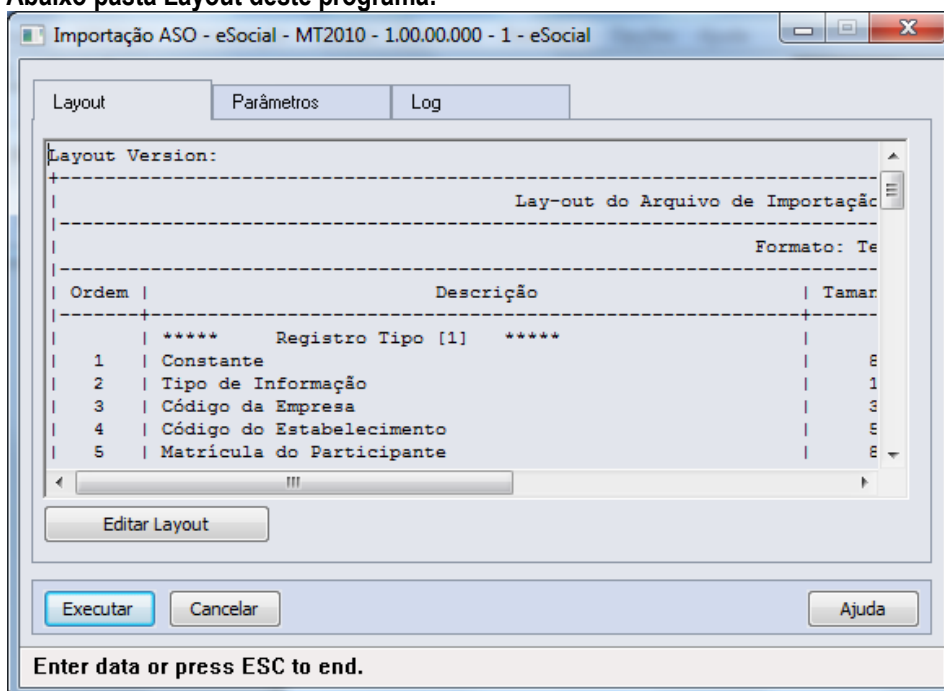 Abaixo pasta Layout deste programa:
Importação ASO - eSocial - MT2010 - 1.00.00.000 - 1 - eSocial
Layout Parâmetros Log
Layout Version:
+----------------------------------------------------------------
| Lay-out do Arquivo de Importação
|----------------------------------------------------------------
| Formato: Te
|----------------------------------------------------------------
| Ordem | Descrição | Taman
|-------+--------------------------------------------------+------
| | ***** Registro Tipo [1] ***** |
| 1 | Constante |
| 2 | Tipo de Informação | 1
| 3 | Código da Empresa | 3
| 4 | Código do Estabelecimento |
| 5 | Matrícula do Participante |
Editar Layout
Executar Cancelar Ajuda
Enter data or press ESC to end.